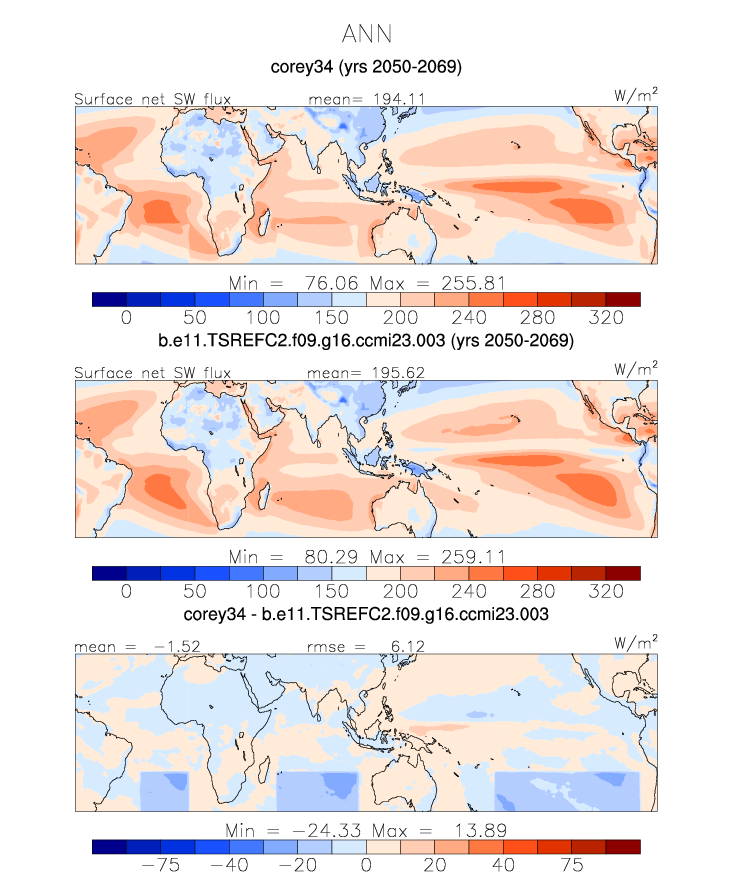 ANN
corey34 (yrs 2050-2069)
Surface net SW flux mean= 194.11 W/m²
Min = 76.06 Max = 255.81
0 50 100 150 200 240 280 320
b.e11.TSREFC2.f09.g16.ccmi23.003 (yrs 2050-2069)
Surface net SW flux mean= 195.62 W/m²
Min = 80.29 Max = 259.11
0 50 100 150 200 240 280 320
corey34 - b.e11.TSREFC2.f09.g16.ccmi23.003
mean = −1.52 rmse = 6.12 W/m²
Min = −24.33 Max = 13.89
−75 −40 −20 0 20 40 75